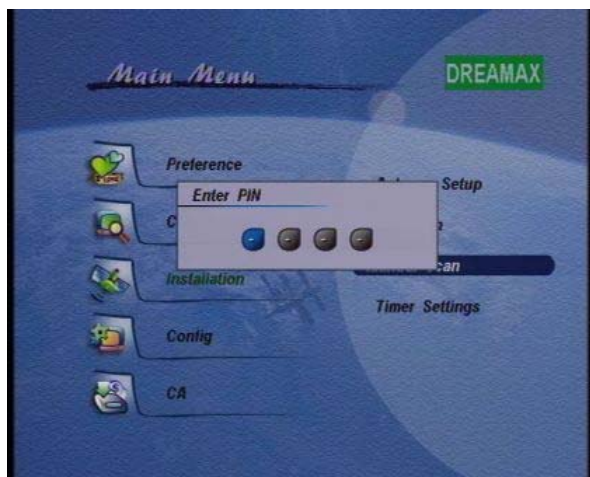 Main Menu
DREAMAX
Preference
Enter PIN
Setup
Installation
Timer Settings
Config
CA